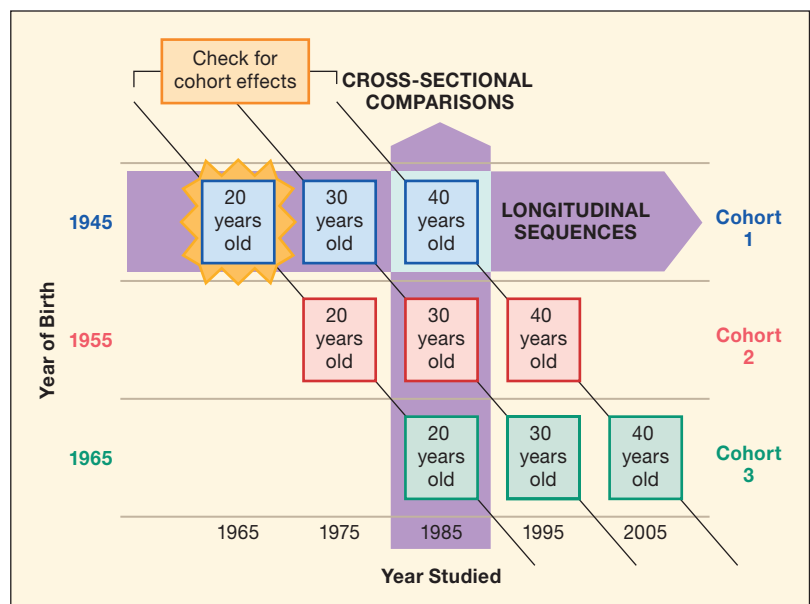 Check for
cohort effects
CROSS-SECTIONAL
COMPARISONS
Year of Birth
1945
20
years
old
30
years
old
40
years
old
LONGITUDINAL
SEQUENCES
Cohort
1
1955
20
years
old
30
years
old
40
years
old
Cohort
2
1965
20
years
old
30
years
old
40
years
old
Cohort
3
1965
1975
1985
1995
2005
Year Studied